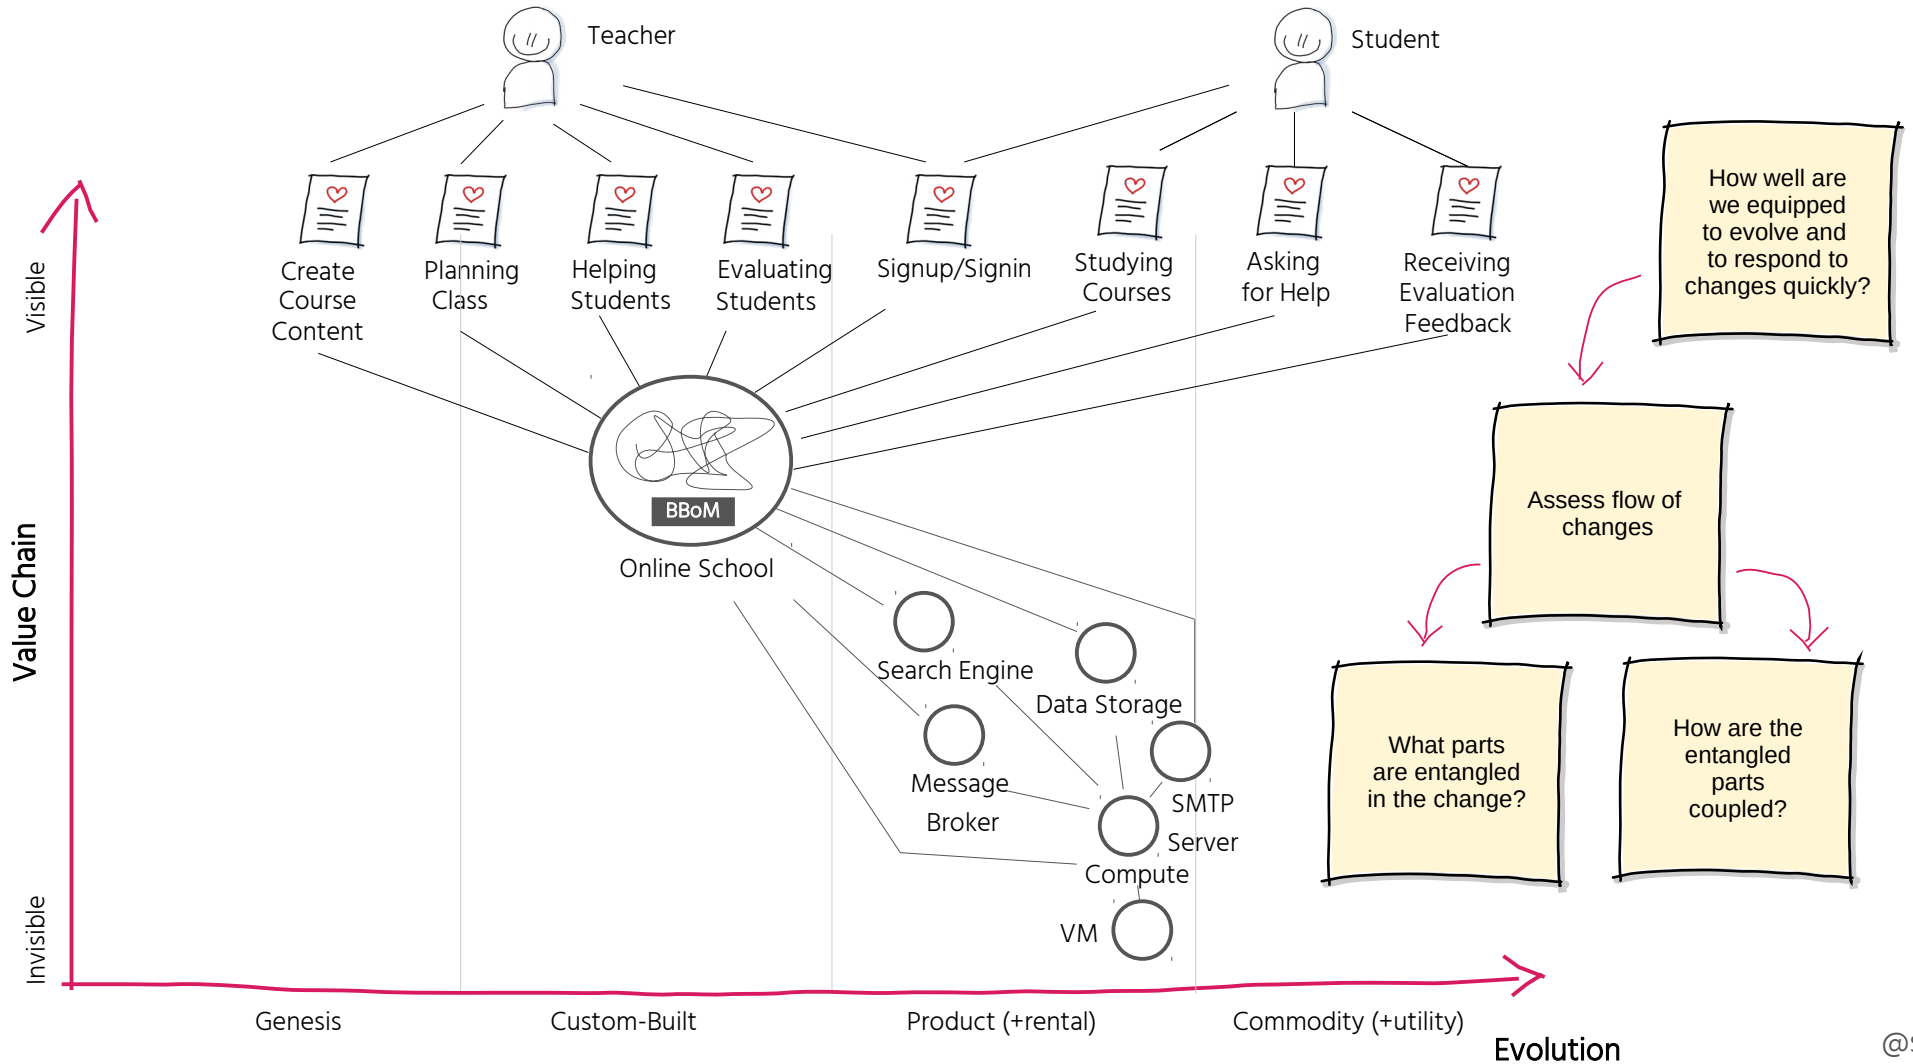 Teacher
Student
How well are
we equipped
to evolve and
to respond to
changes quickly?
Visible
Create
Course
Content
Planning
Class
Helping
Students
Evaluating
Students
Signup/Signin
Studying
Courses
Asking
for Help
Receiving
Evaluation
Feedback
Assess flow of
changes
BBoM
Online School
Value Chain
Search Engine
Data Storage
Message
Broker
SMTP
Server
Compute
VM
What parts
are entangled
in the change?
How are the
entangled
parts
coupled?
Invisible
Genesis
Custom-Built
Product (+rental)
Commodity (+utility)
Evolution